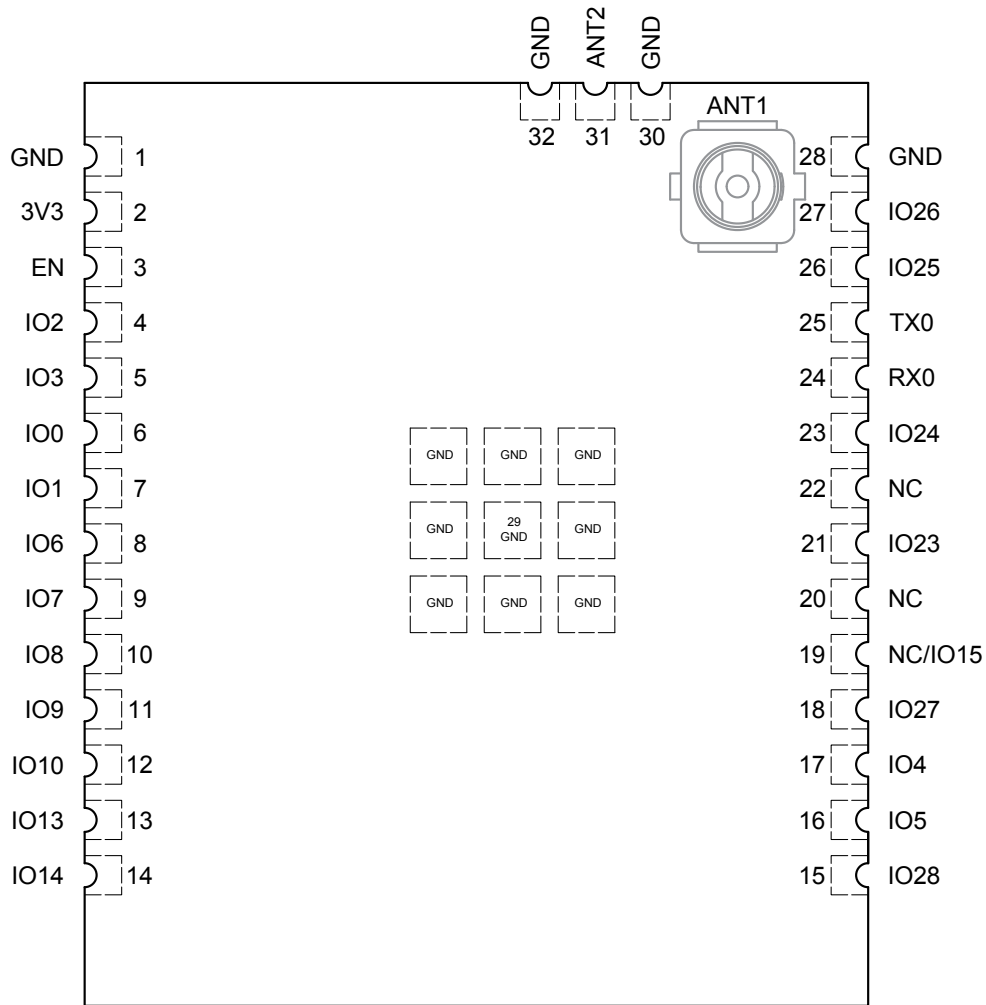 GND ANT2 GND
32 31 30
ANT1
GND 1
3V3 2
EN 3
IO2 4
IO3 5
IO0 6
IO1 7
IO6 8
IO7 9
IO8 10
IO9 11
IO10 12
IO13 13
IO14 14
GND GND GND
GND 29 GND GND
GND GND GND
28 GND
27 IO26
26 IO25
25 TX0
24 RX0
23 IO24
22 NC
21 IO23
20 NC
19 NC/IO15
18 IO27
17 IO4
16 IO5
15 IO28